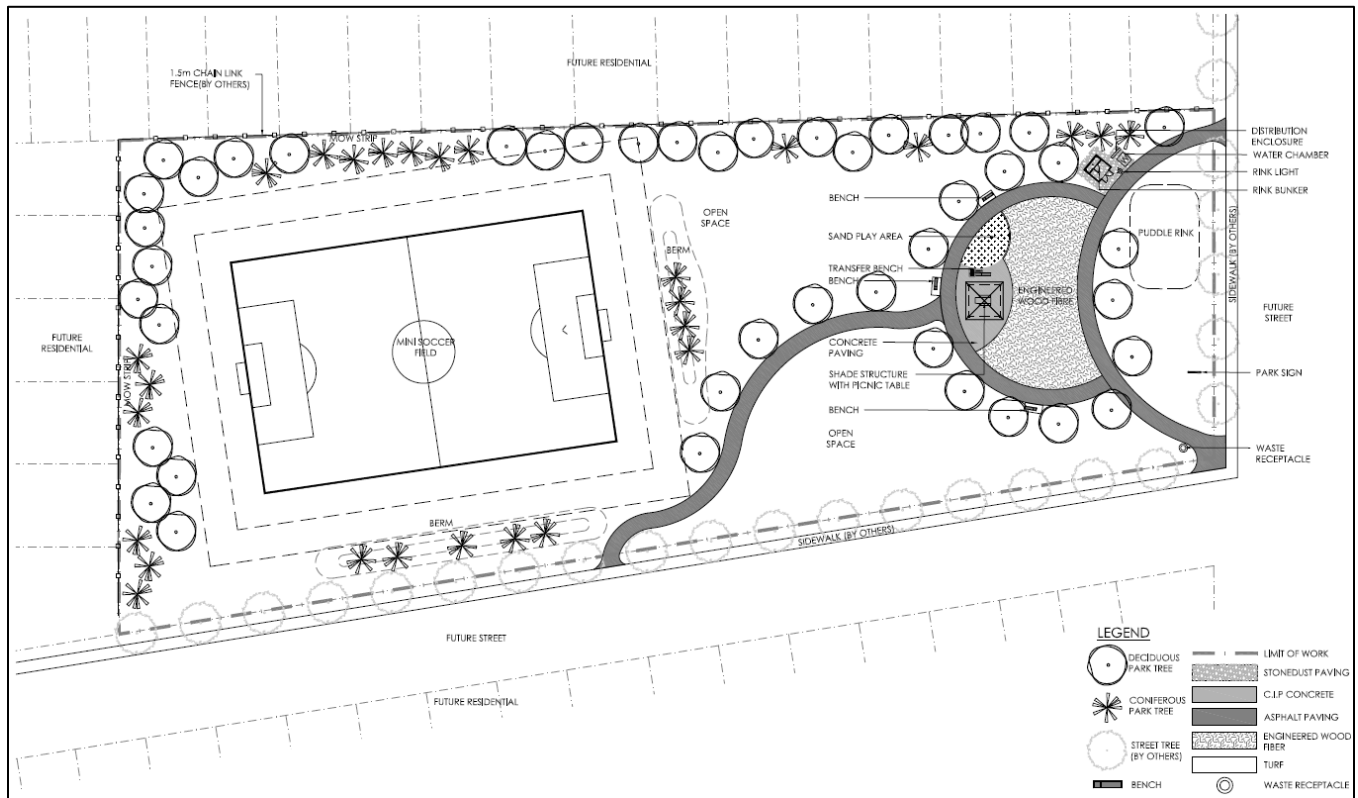 FUTURE RESIDENTIAL
1.5m CHAIN LINK
FENCE(BY OTHERS)
MOW STRIP
DISTRIBUTION
ENCLOSURE
WATER CHAMBER
RINK LIGHT
RINK BUNKER
BENCH
OPEN
SPACE
SAND PLAY AREA
PUDDLE RINK
SIDEWALK (BY OTHERS)
BERM
TRANSFER BENCH
BENCH
ENGINEERED
WOOD FIBRE
FUTURE
STREET
FUTURE
RESIDENTIAL
MOW STRIP
MINI SOCCER
FIELD
CONCRETE
PAVING
SHADE STRUCTURE
WITH PICNIC TABLE
PARK SIGN
BENCH
OPEN
SPACE
WASTE
RECEPTACLE
BERM
SIDEWALK (BY OTHERS)
FUTURE STREET
FUTURE RESIDENTIAL
LEGEND
DECIDUOUS
PARK TREE
CONIFEROUS
PARK TREE
STREET TREE
(BY OTHERS)
BENCH
LIMIT OF WORK
STONEDUST PAVING
C.I.P CONCRETE
ASPHALT PAVING
ENGINEERED WOOD
FIBER
TURF
WASTE RECEPTACLE